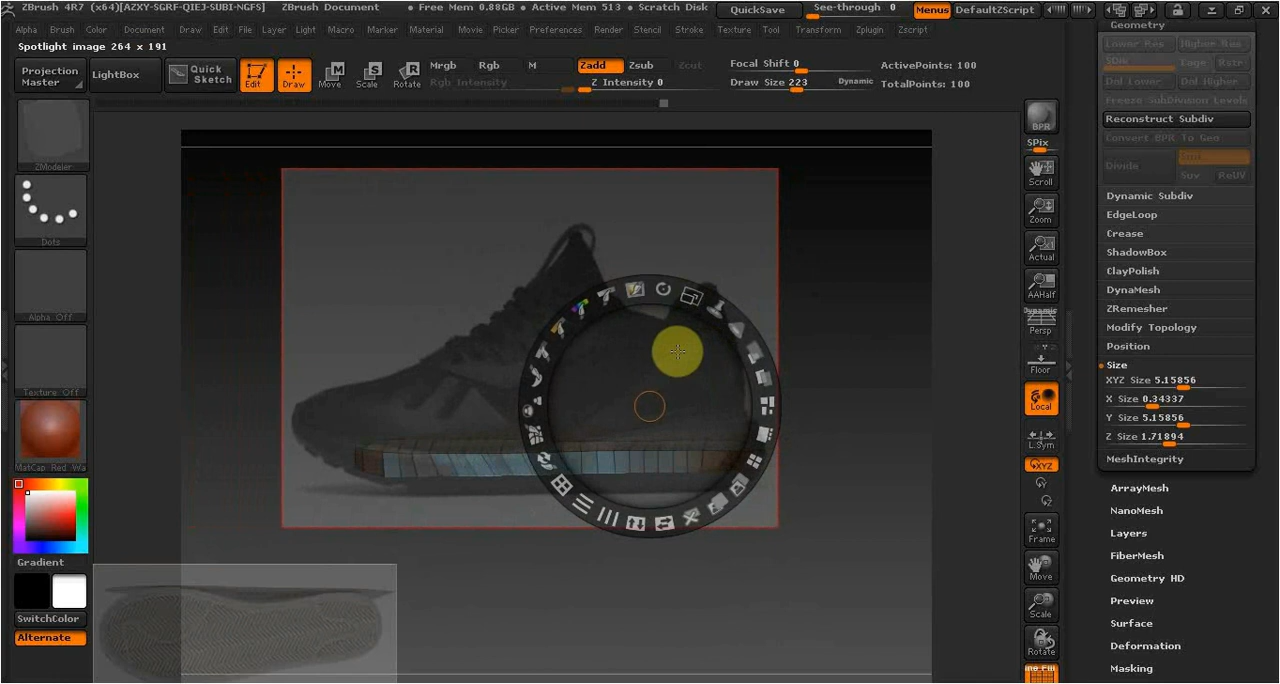 ZBrush 4R7 (x64)[AZXY-SGRF-QIEJ-SUBI-NGFS] ZBrush Document • Free Mem 0.88GB • Active Mem 513 • Scratch Disk QuickSave See-through 0 Menus DefaultZScript
Alpha Brush Color Document Draw Edit File Layer Light Macro Marker Material Movie Picker Preferences Render Stencil Stroke Texture Tool Transform Zplugin Zscript
Spotlight image 264 x 191
Projection Master
LightBox
Quick Sketch
Edit
Draw
Move
Scale
Rotate
Mrgb Rgb M Zadd Zsub Zcut
Rgb Intensity Z Intensity 0
Focal Shift 0
Draw Size 223 Dynamic
ActivePoints: 100
TotalPoints: 100
ZModeler
Dots
Alpha Off
Texture Off
MatCap Red Wa
Gradient
SwitchColor
Alternate
BPR
SPix
Scroll
Zoom
Actual
AAHalf
Dynamic
Persp
Floor
Local
L.Sym
XYZ
Frame
Move
Scale
Rotate
Geometry
Lower Res Higher Res
SDiv Cage Rstr
Del Lower Del Higher
Freeze SubDivision Levels
Reconstruct Subdiv
Convert BPR To Geo
Divide Smt
Suv ReUV
Dynamic Subdiv
EdgeLoop
Crease
ShadowBox
ClayPolish
DynaMesh
ZRemesher
Modify Topology
Position
Size
XYZ Size 5.15856
X Size 0.34337
Y Size 5.15856
Z Size 1.71894
MeshIntegrity
ArrayMesh
NanoMesh
Layers
FiberMesh
Geometry HD
Preview
Surface
Deformation
Masking